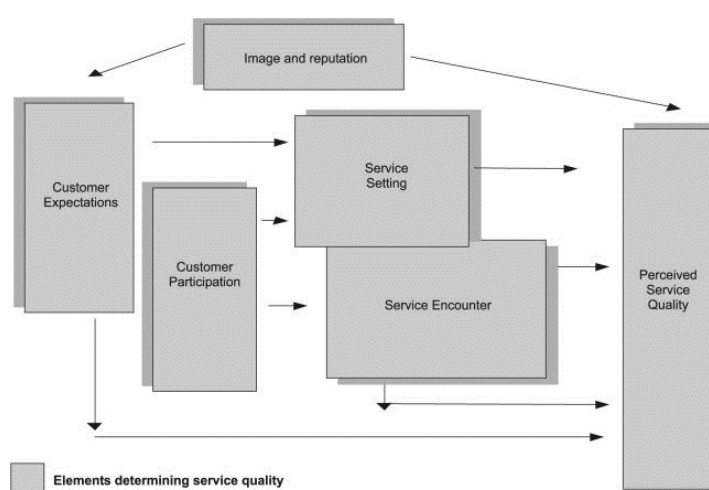 Image and reputation
Customer
Expectations
Service
Setting
Customer
Participation
Service Encounter
Perceived
Service
Quality
Elements determining service quality